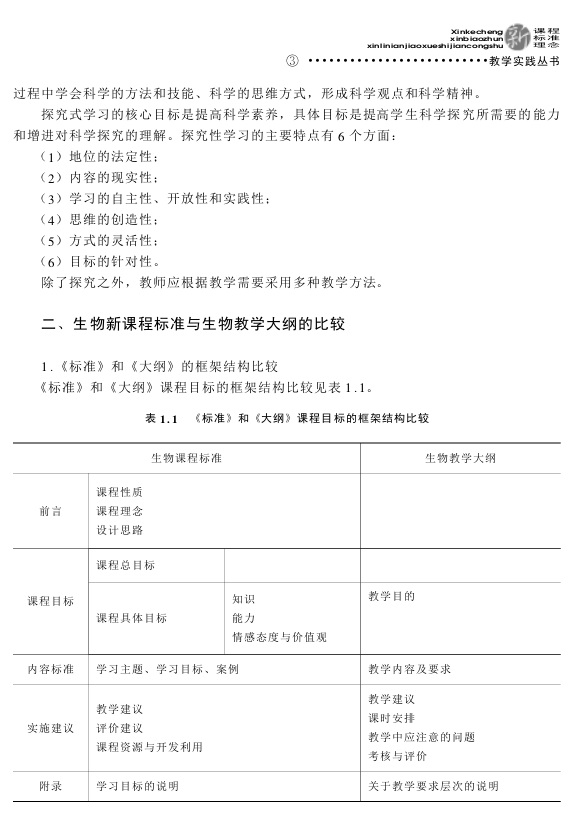 Xinkecheng
xinbiaozhun
xinlinianjiaoxueshijiancongshu
新
课程
标准
理念
③ ··························教学实践丛书
过程中学会科学的方法和技能、科学的思维方式，形成科学观点和科学精神。
探究式学习的核心目标是提高科学素养，具体目标是提高学生科学探究所需要的能力
和增进对科学探究的理解。探究性学习的主要特点有 6 个方面：
（1）地位的法定性；
（2）内容的现实性；
（3）学习的自主性、开放性和实践性；
（4）思维的创造性；
（5）方式的灵活性；
（6）目标的针对性。
除了探究之外，教师应根据教学需要采用多种教学方法。
二、生物新课程标准与生物教学大纲的比较
1.《标准》和《大纲》的框架结构比较
《标准》和《大纲》课程目标的框架结构比较见表 1.1。
表 1.1 《标准》和《大纲》课程目标的框架结构比较
生物课程标准 生物教学大纲
前言
课程性质
课程理念
设计思路
课程目标
课程总目标
课程具体目标
知识
能力
情感态度与价值观
教学目的
内容标准 学习主题、学习目标、案例 教学内容及要求
实施建议
教学建议
评价建议
课程资源与开发利用
教学建议
课时安排
教学中应注意的问题
考核与评价
附录 学习目标的说明 关于教学要求层次的说明